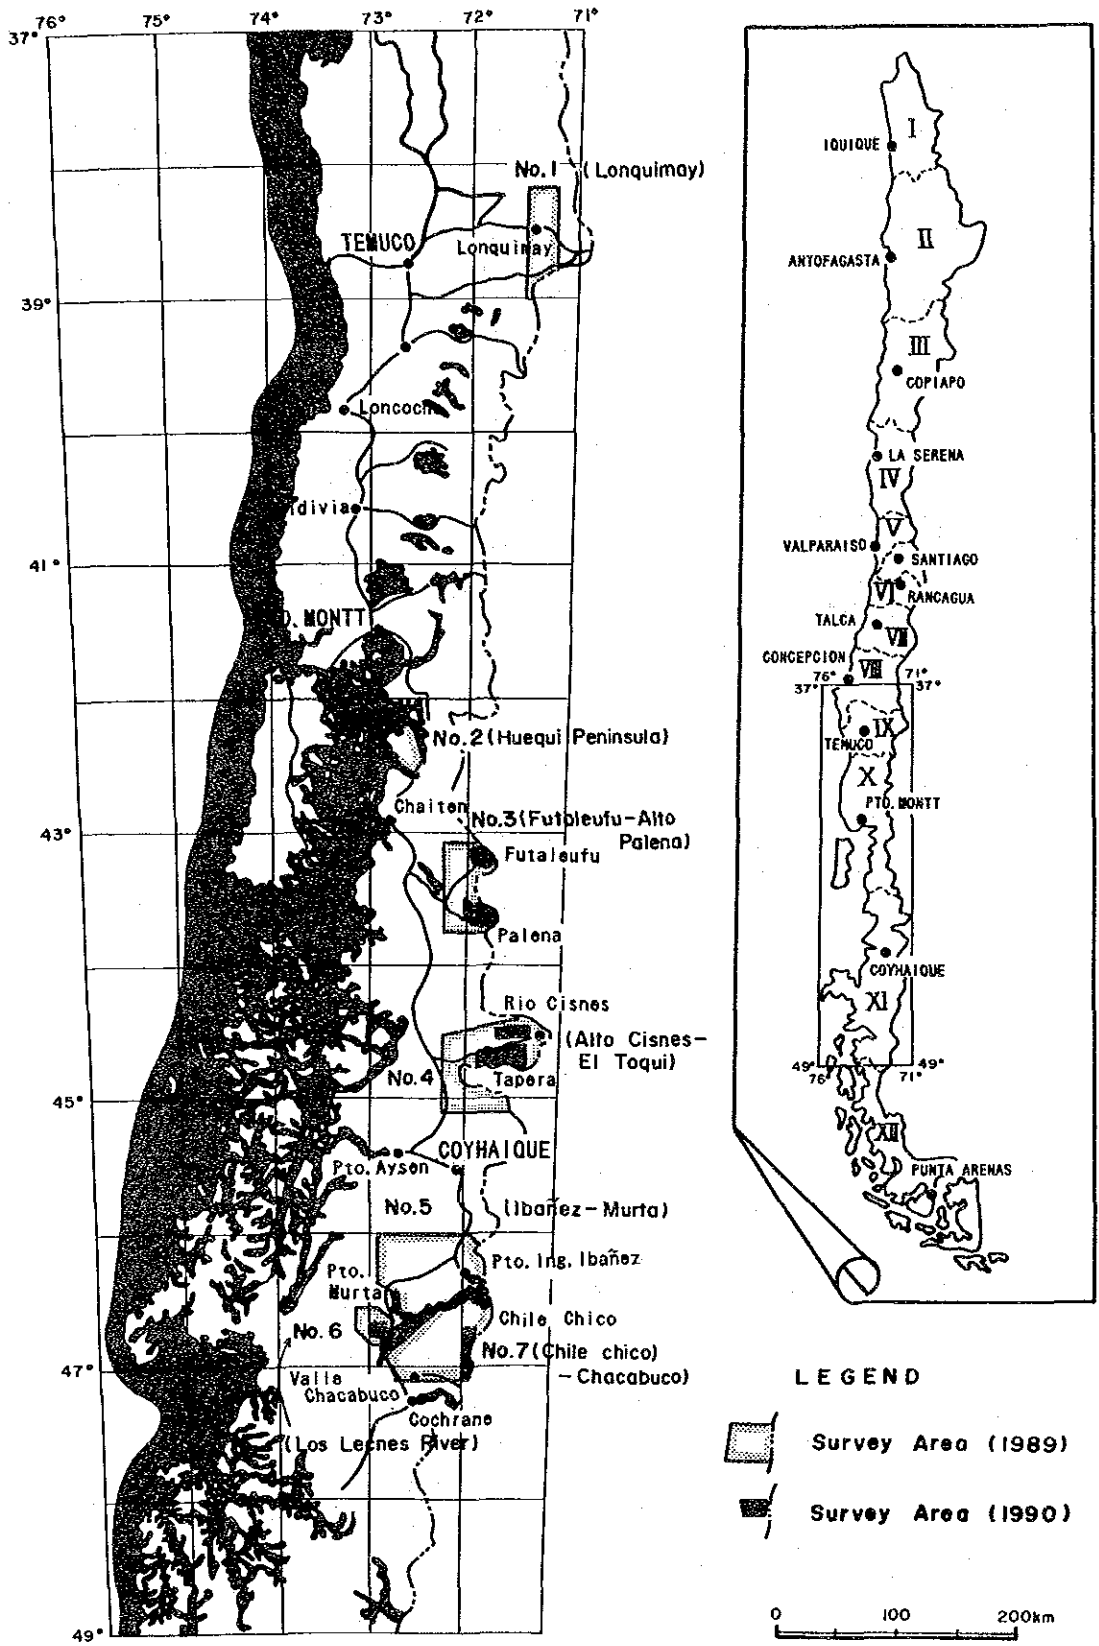 76° 75° 74° 73° 72° 71°
37°
No.1 (Lonquimay)
TEMUCO
Lonquimay
39°
Loncoch
ldivia
41°
O. MONTT
No.2 (Huequi Peninsula)
Chaiten
No.3 (Futaleufu-Alto
Palena)
43°
Futaleufu
Palena
Rio Cisnes
(Alto Cisnes-
El Toqui)
No.4
Tapera
45°
COYHAIQUE
Pto. Aysen
No.5
(Ibañez-Murta)
Pto. Ing. Ibañez
Pto.
Murta
Chile Chico
No. 6
No.7 (Chile chico)
-Chacabuco)
47°
Valle
Chacabuco
Cochrane
(Los Leones River)
49°
I
IQUIQUE
II
ANTOFAGASTA
III
COPIAPO
LA SERENA
IV
V
VALPARAISO
SANTIAGO
VI
RANCAGUA
TALCA
VII
CONCEPCION
VIII
76° 71°
37° 37°
IX
TEMUCO
X
PTO. MONTT
COYHAIQUE
XI
49° 49°
76° 71°
XII
PUNTA ARENAS
LEGEND
Survey Area (1989)
Survey Area (1990)
0 100 200km